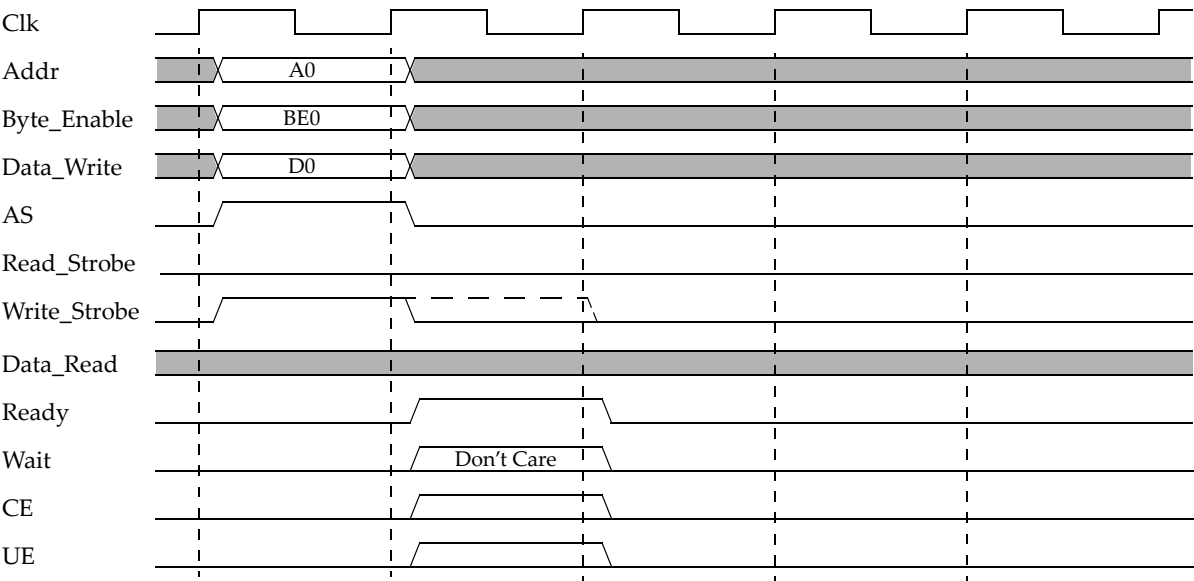 Clk
Addr A0
Byte_Enable BE0
Data_Write D0
AS
Read_Strobe
Write_Strobe
Data_Read
Ready
Wait Don’t Care
CE
UE